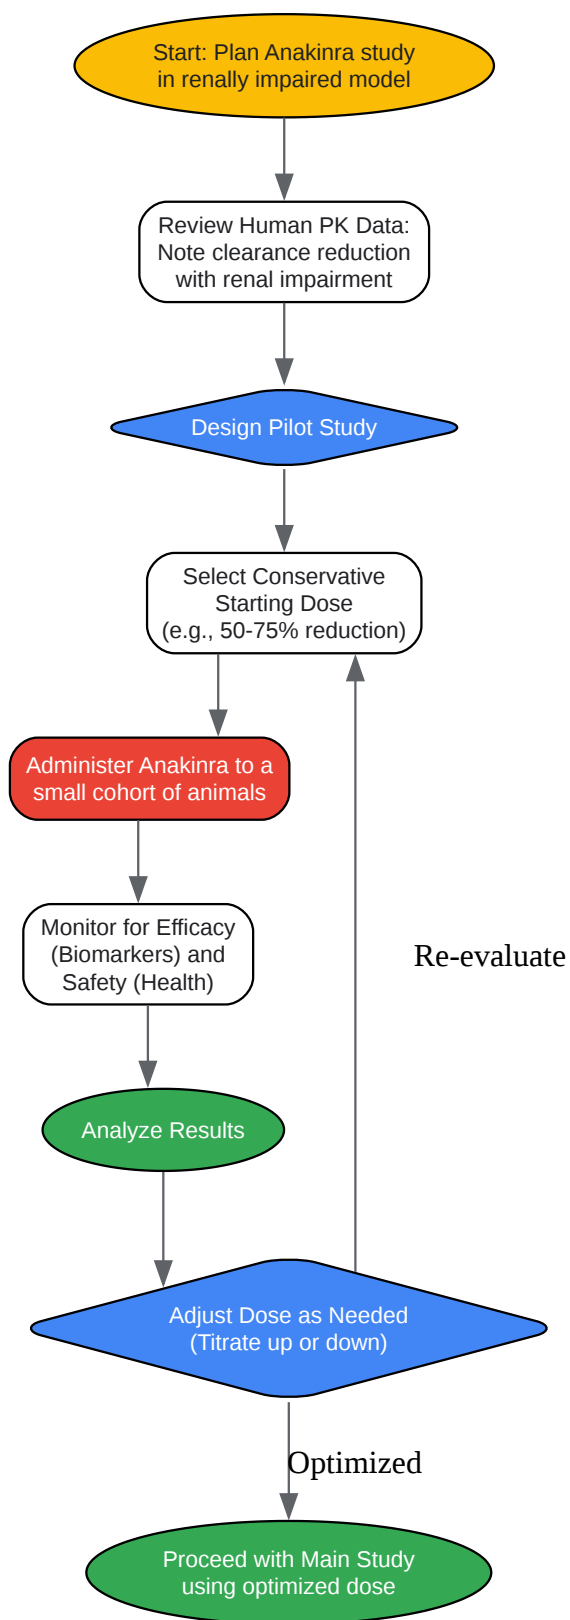 Start: Plan Anakinra study
in renally impaired model
Review Human PK Data:
Note clearance reduction
with renal impairment
Design Pilot Study
Select Conservative
Starting Dose
(e.g., 50-75% reduction)
Administer Anakinra to a
small cohort of animals
Monitor for Efficacy
(Biomarkers) and
Safety (Health)
Re-evaluate
Analyze Results
Adjust Dose as Needed
(Titrate up or down)
Optimized
Proceed with Main Study
using optimized dose